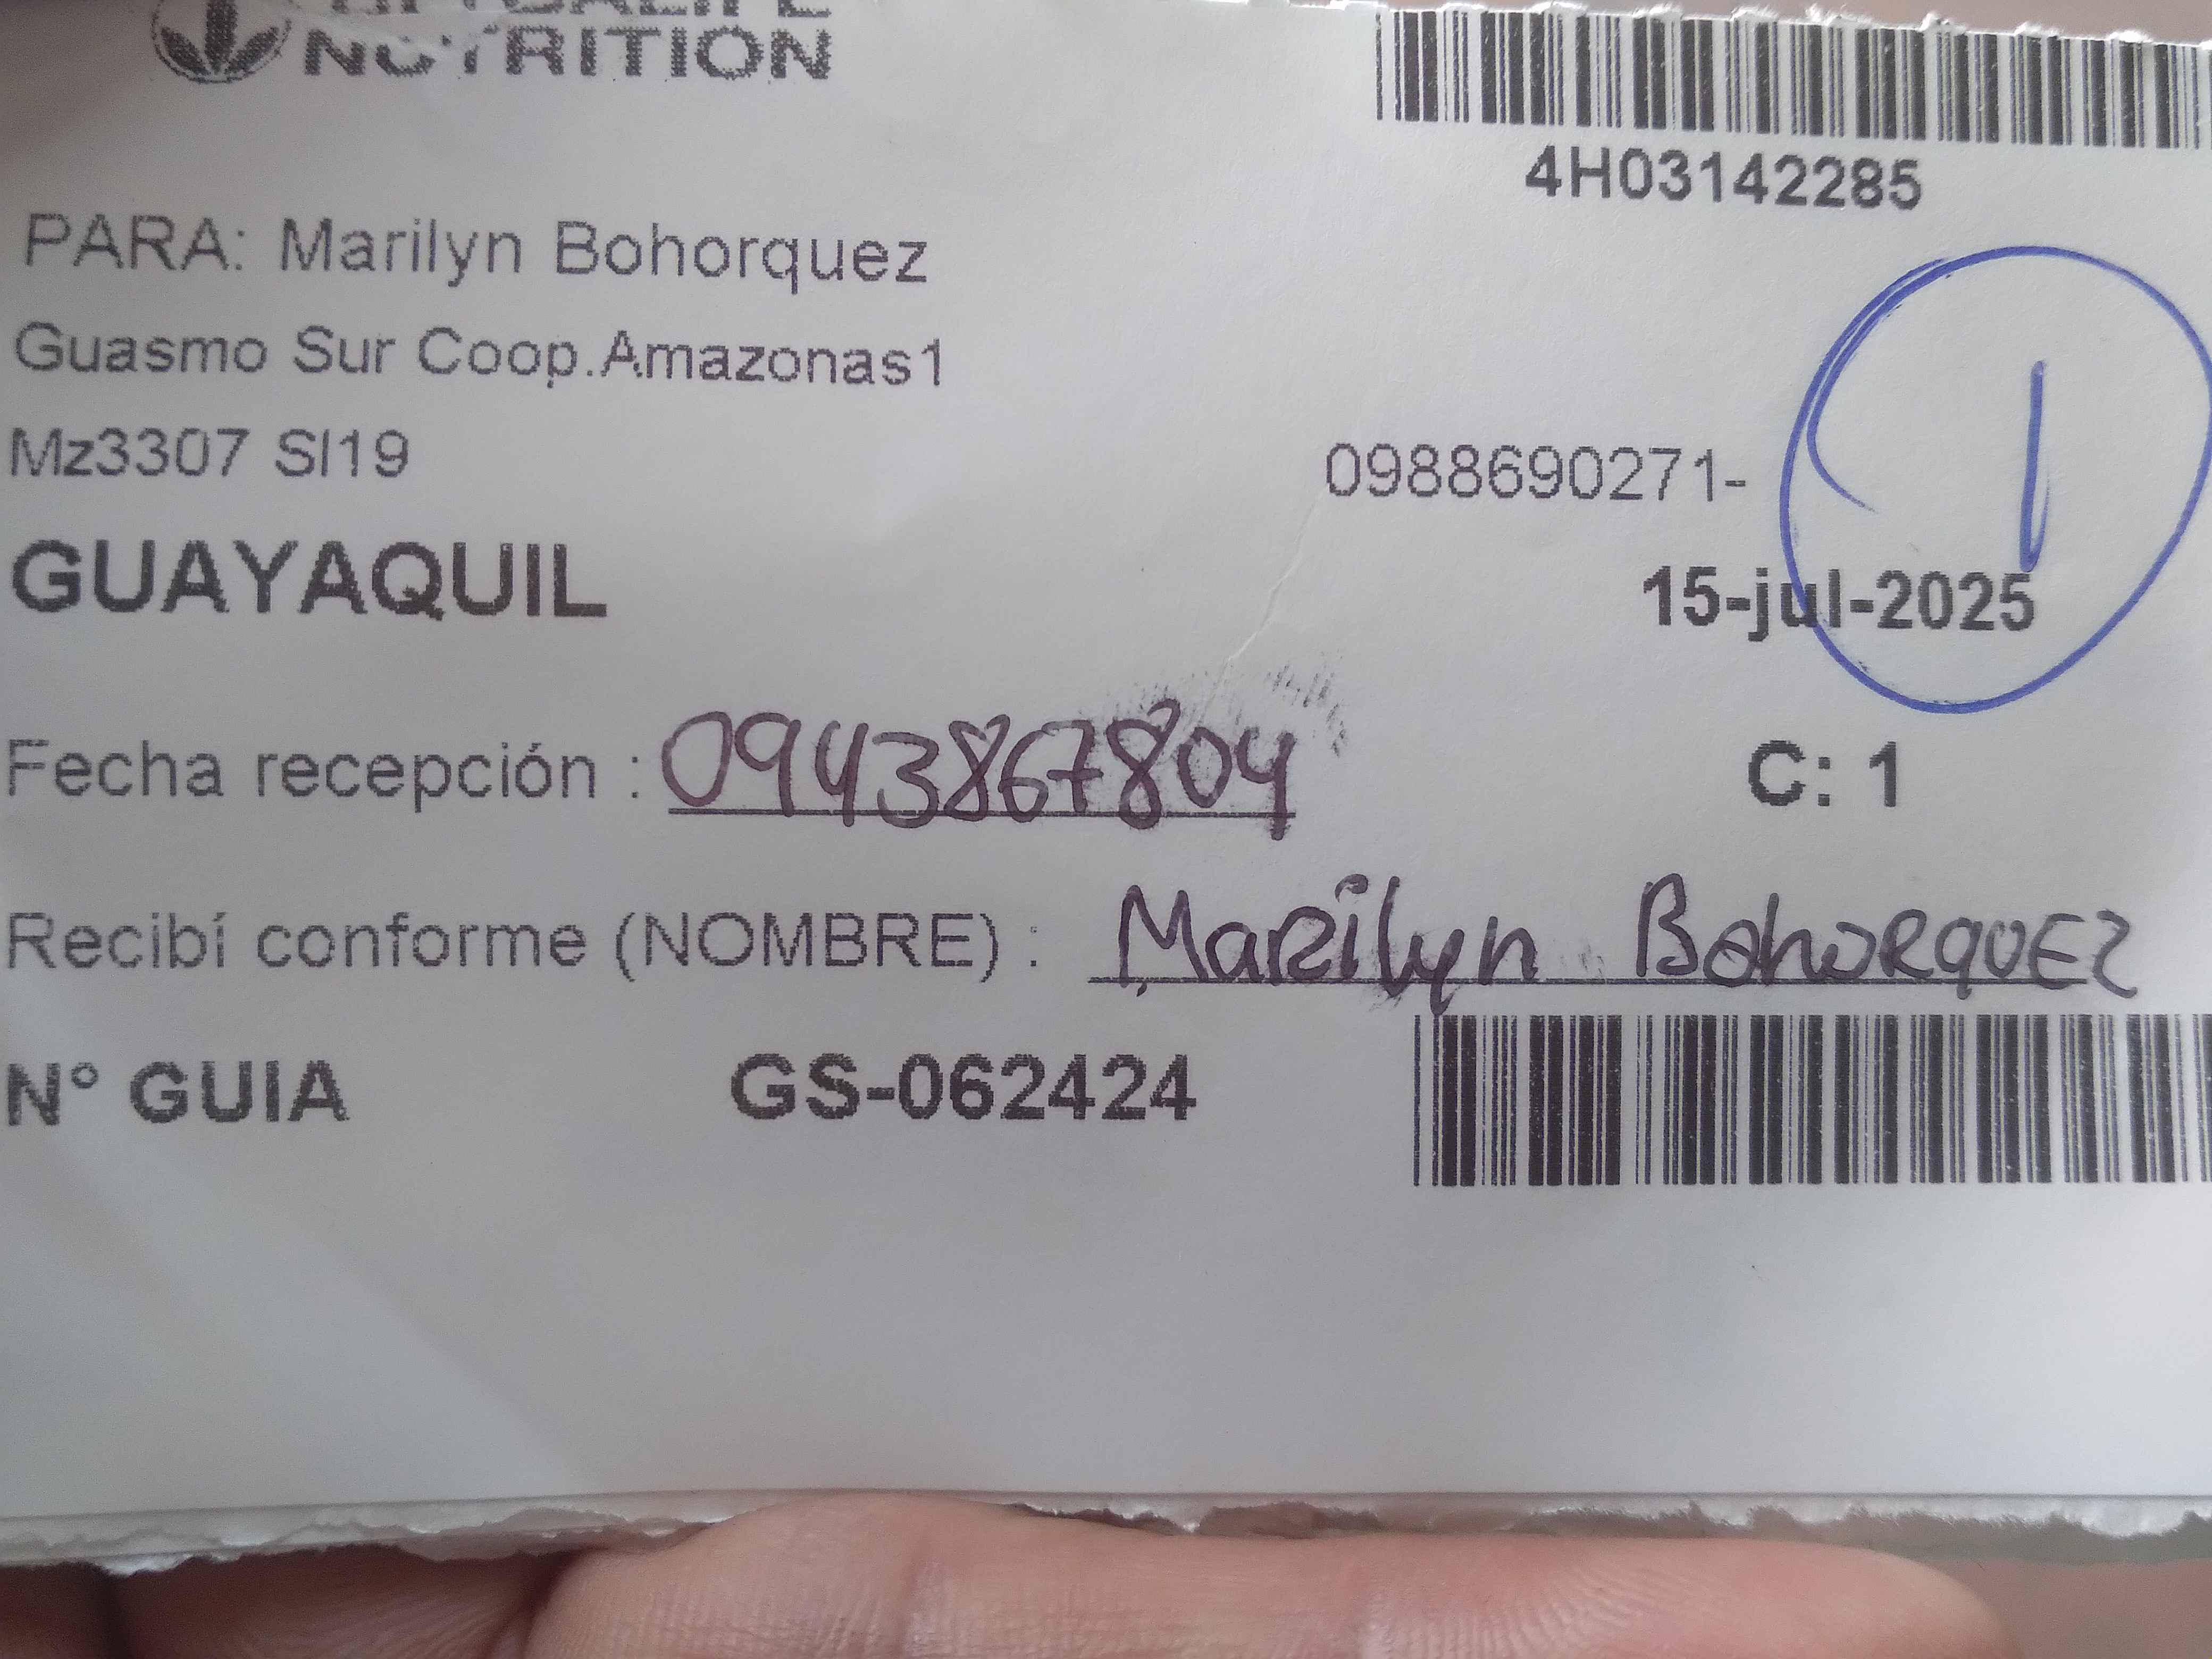 NUTRITION
4H03142285
PARA: Marilyn Bohorquez
Guasmo Sur Coop.Amazonas1
Mz3307 Sl19
0988690271-
1
GUAYAQUIL
15-jul-2025
Fecha recepción : 0943867804
C: 1
Recibí conforme (NOMBRE) : Marilyn BohorquEz
N° GUIA GS-062424